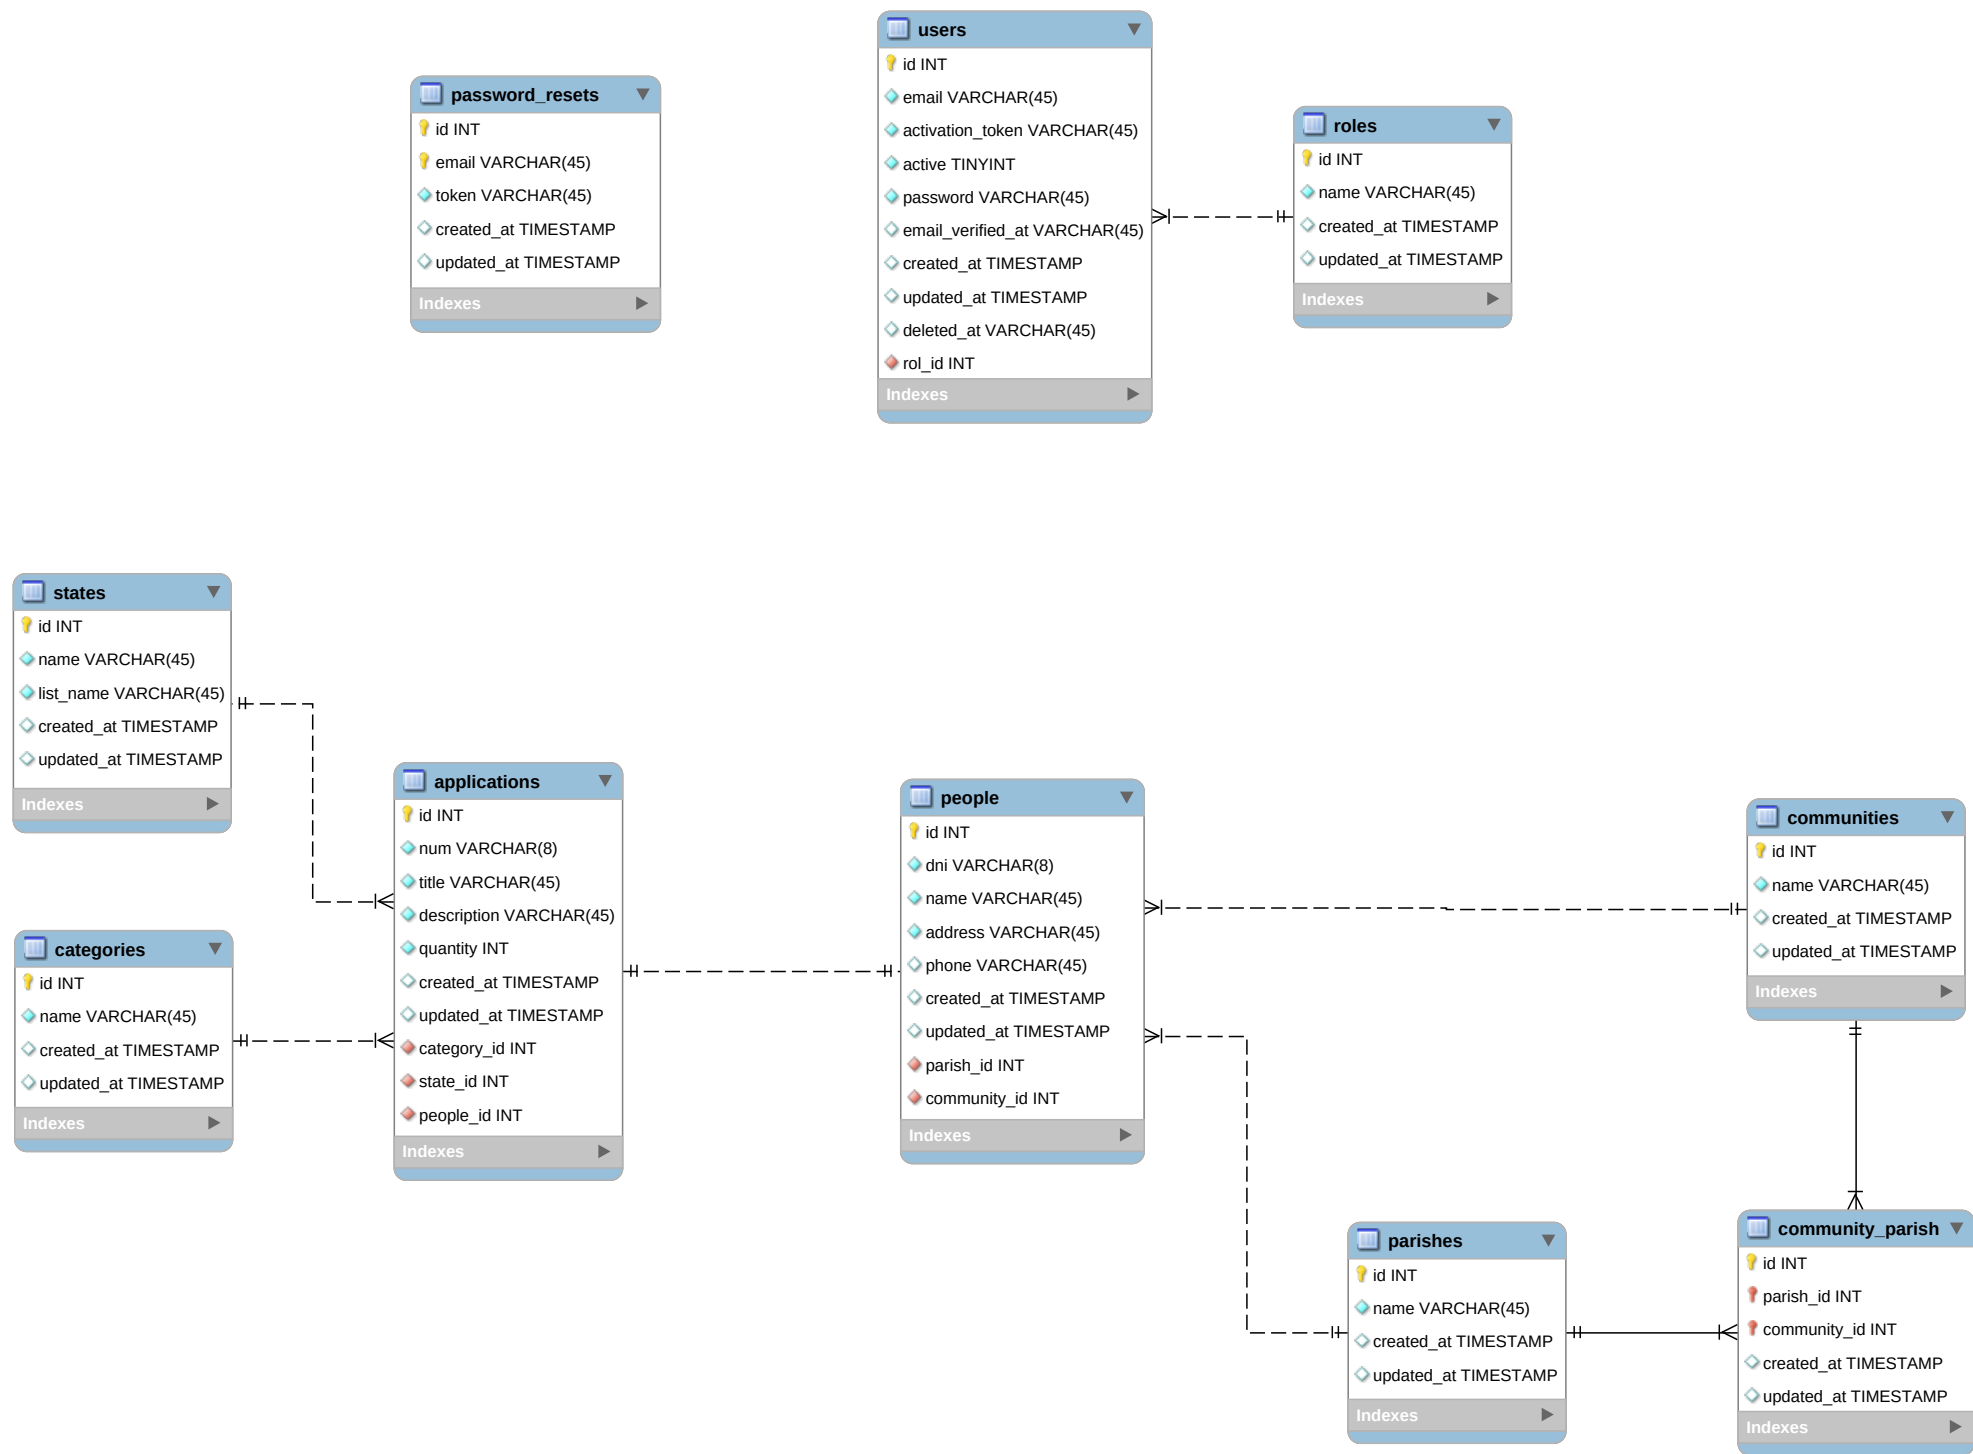 users
id INT
email VARCHAR(45)
activation_token VARCHAR(45)
active TINYINT
password VARCHAR(45)
email_verified_at VARCHAR(45)
created_at TIMESTAMP
updated_at TIMESTAMP
deleted_at VARCHAR(45)
rol_id INT
Indexes
password_resets
id INT
email VARCHAR(45)
token VARCHAR(45)
created_at TIMESTAMP
updated_at TIMESTAMP
Indexes
roles
id INT
name VARCHAR(45)
created_at TIMESTAMP
updated_at TIMESTAMP
Indexes
states
id INT
name VARCHAR(45)
list_name VARCHAR(45)
created_at TIMESTAMP
updated_at TIMESTAMP
Indexes
applications
id INT
num VARCHAR(8)
title VARCHAR(45)
description VARCHAR(45)
quantity INT
created_at TIMESTAMP
updated_at TIMESTAMP
category_id INT
state_id INT
people_id INT
Indexes
people
id INT
dni VARCHAR(8)
name VARCHAR(45)
address VARCHAR(45)
phone VARCHAR(45)
created_at TIMESTAMP
updated_at TIMESTAMP
parish_id INT
community_id INT
Indexes
communities
id INT
name VARCHAR(45)
created_at TIMESTAMP
updated_at TIMESTAMP
Indexes
categories
id INT
name VARCHAR(45)
created_at TIMESTAMP
updated_at TIMESTAMP
Indexes
parishes
id INT
name VARCHAR(45)
created_at TIMESTAMP
updated_at TIMESTAMP
Indexes
community_parish
id INT
parish_id INT
community_id INT
created_at TIMESTAMP
updated_at TIMESTAMP
Indexes